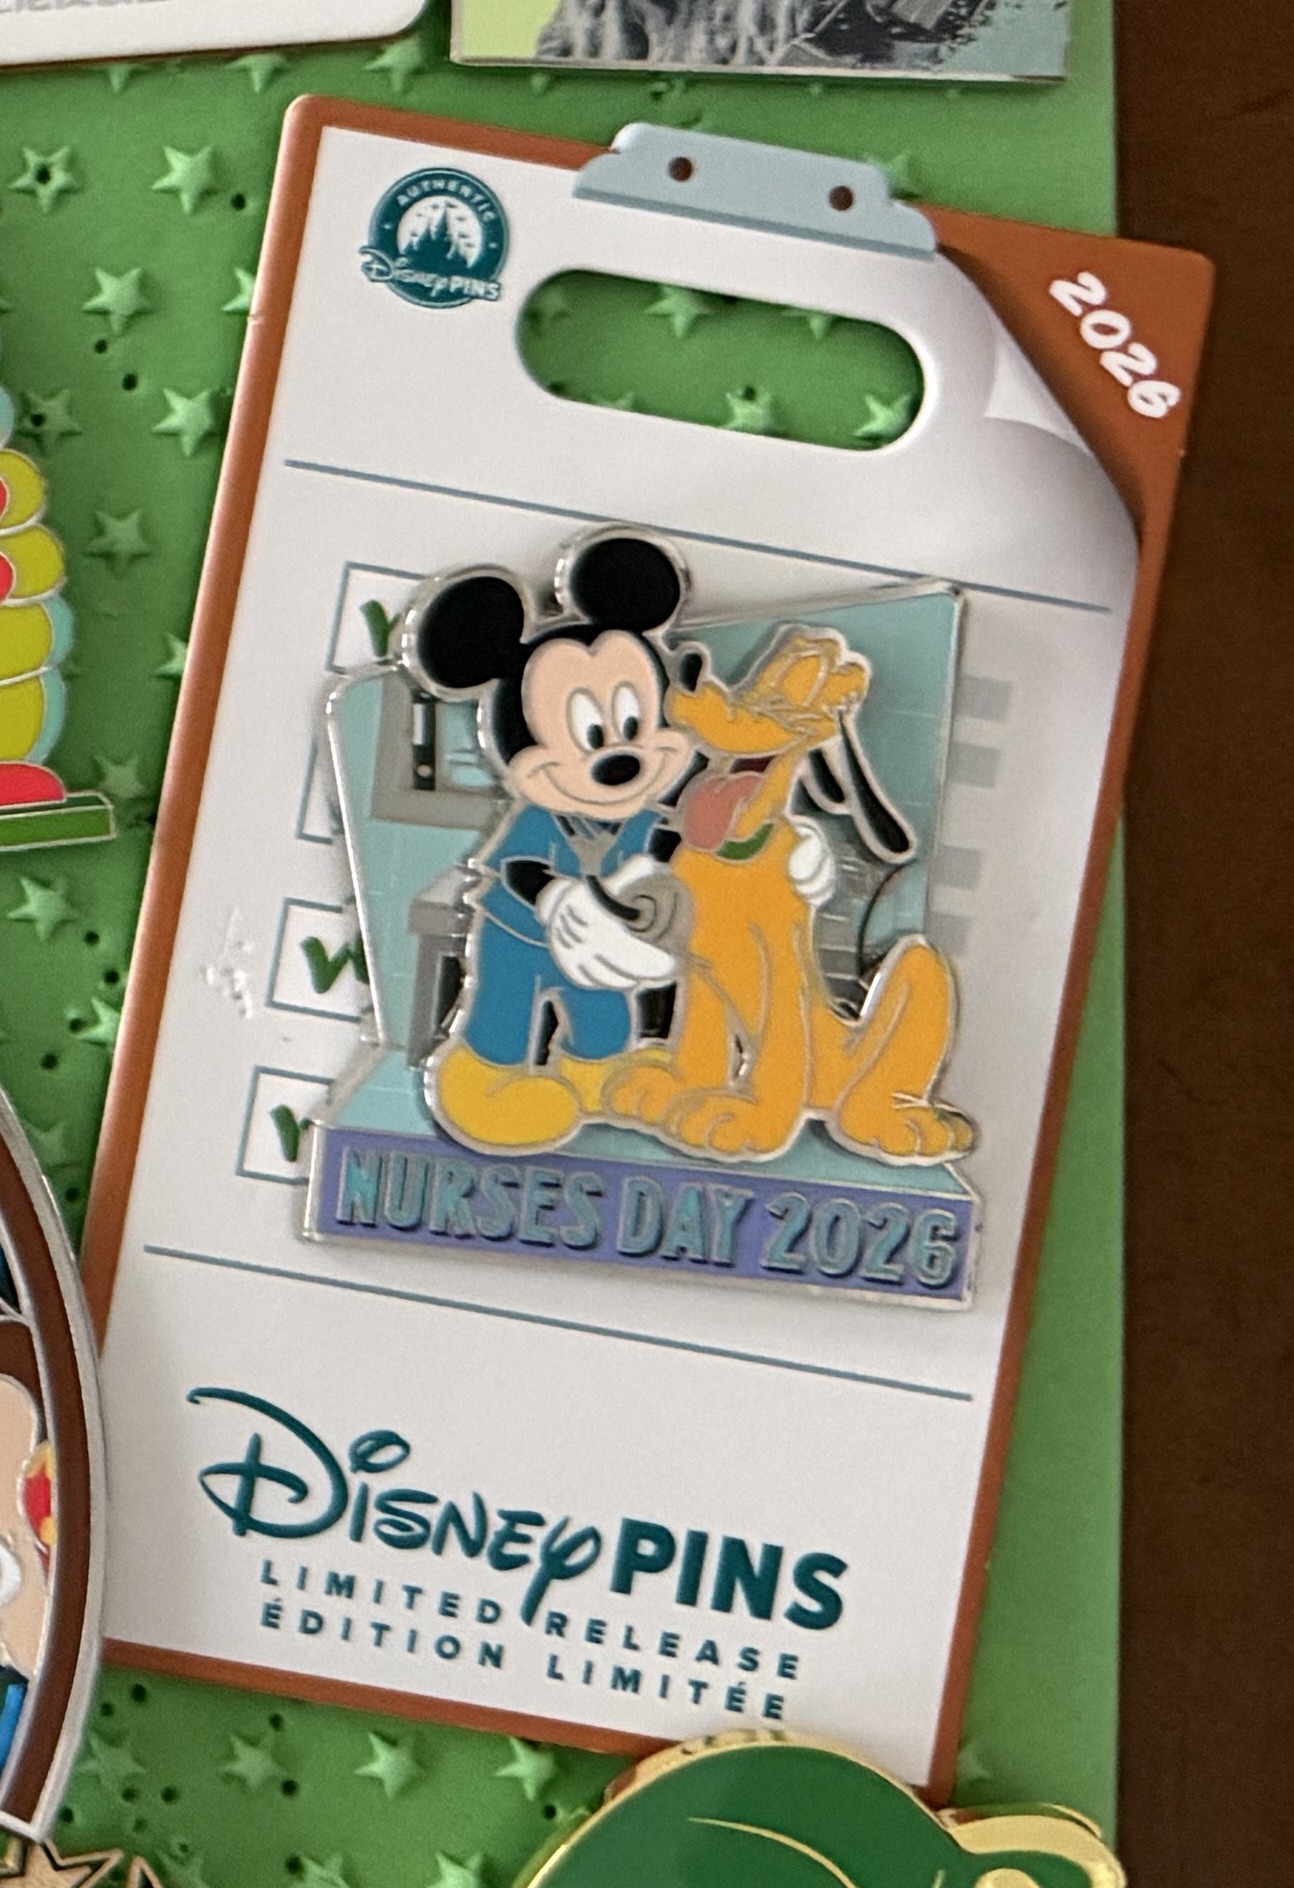 AUTHENTIC
Disney PINS
2026
NURSES DAY 2026
Disney PINS
LIMITED RELEASE
ÉDITION LIMITÉE